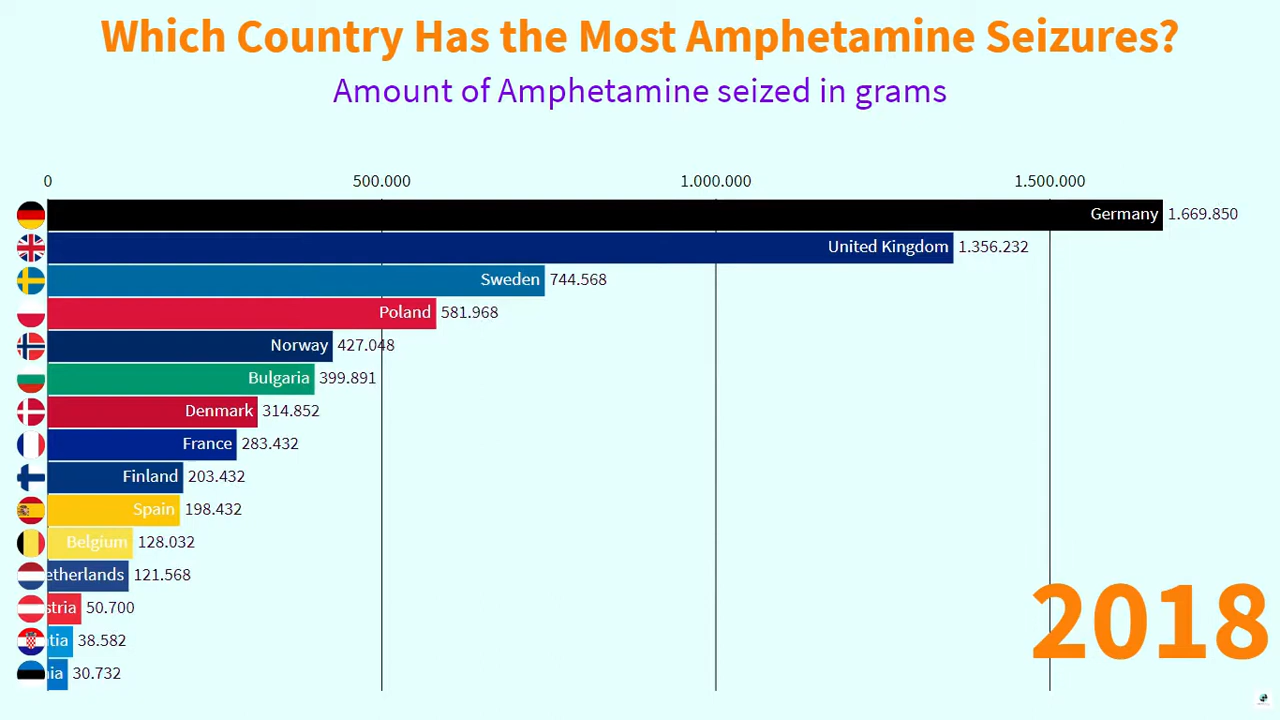 Which Country Has the Most Amphetamine Seizures?
Amount of Amphetamine seized in grams
0 500.000 1.000.000 1.500.000
Germany 1.669.850
United Kingdom 1.356.232
Sweden 744.568
Poland 581.968
Norway 427.048
Bulgaria 399.891
Denmark 314.852
France 283.432
Finland 203.432
Spain 198.432
Belgium 128.032
etherlands 121.568
stria 50.700
tia 38.582
ia 30.732
2018